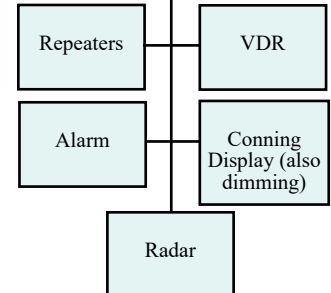 Repeaters
VDR
Alarm
Conning
Display (also
dimming)
Radar